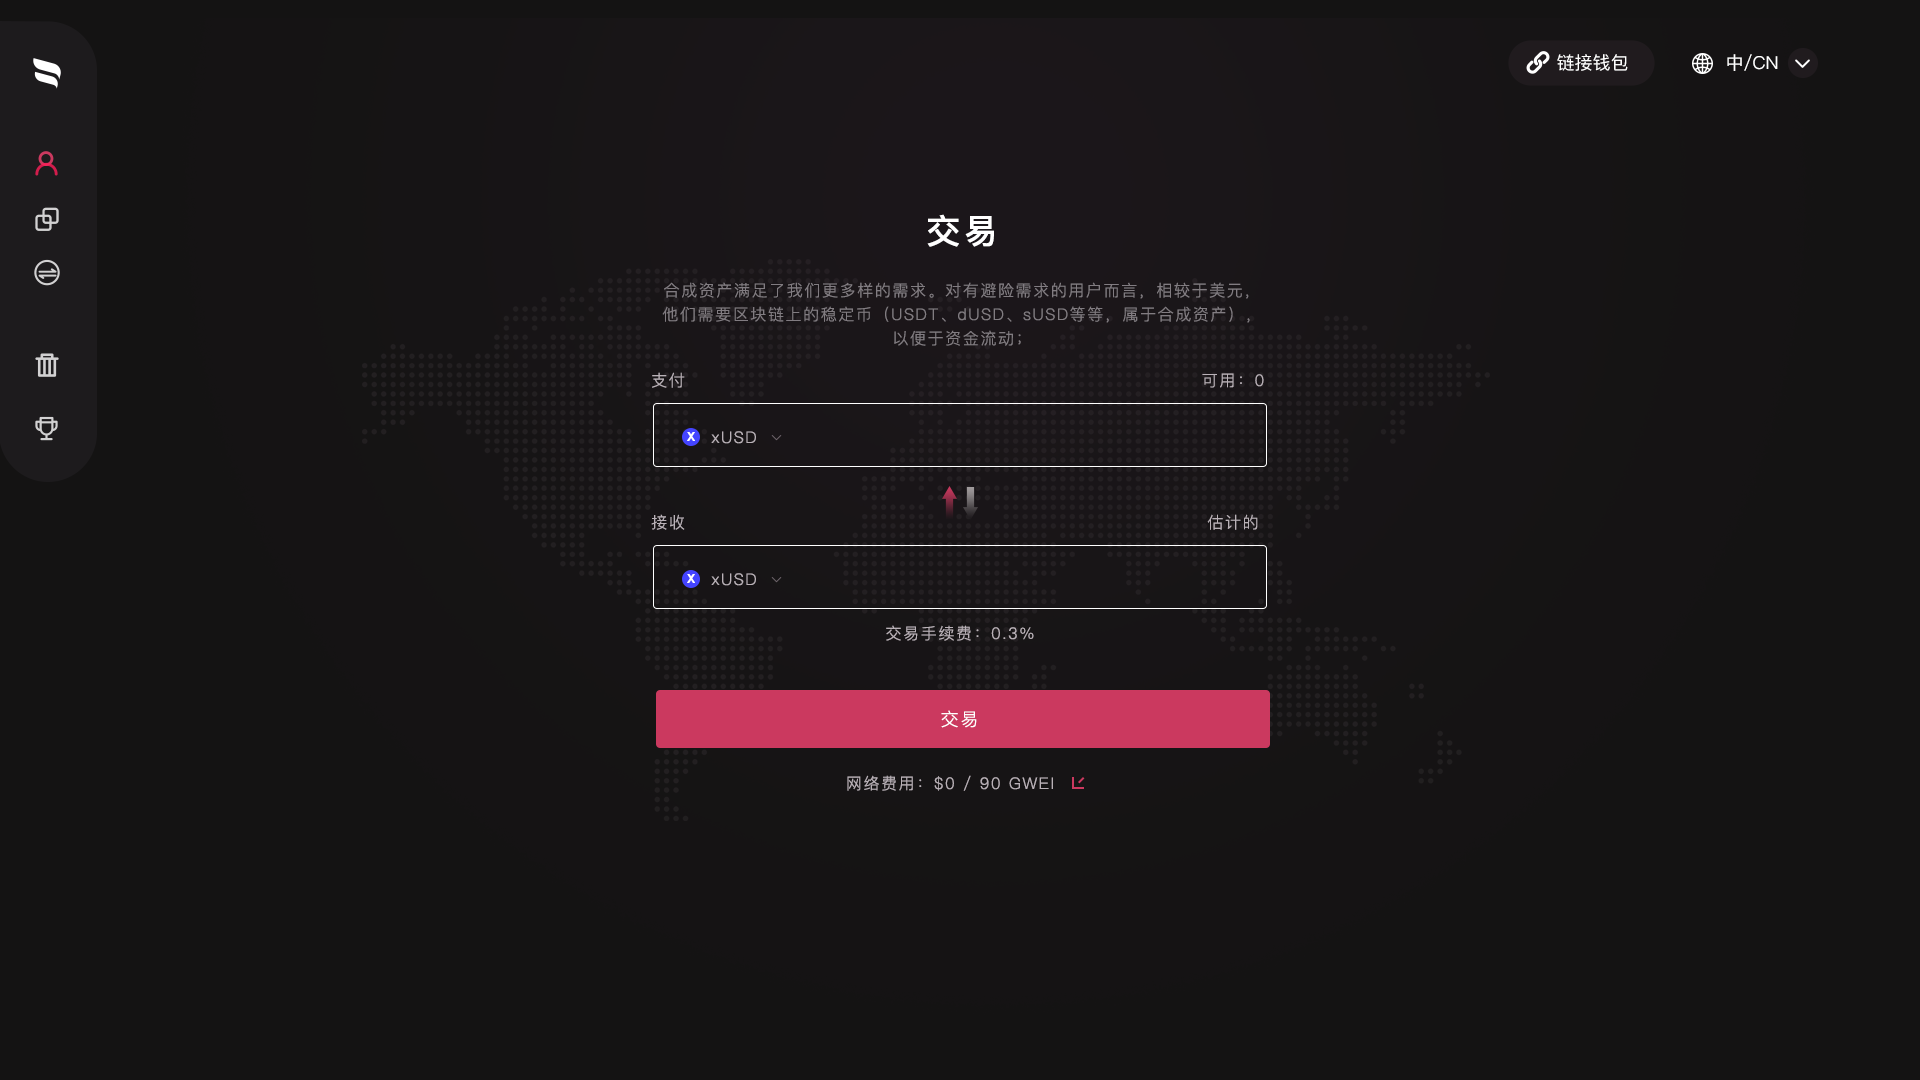 链接钱包
中/CN
交易
合成资产满足了我们更多样的需求。对有避险需求的用户而言，相较于美元，
他们需要区块链上的稳定币（USDT、dUSD、sUSD等等，属于合成资产），
以便于资金流动；
支付
可用：0
X xUSD
接收
估计的
X xUSD
交易手续费：0.3%
交易
网络费用：$0 / 90 GWEI